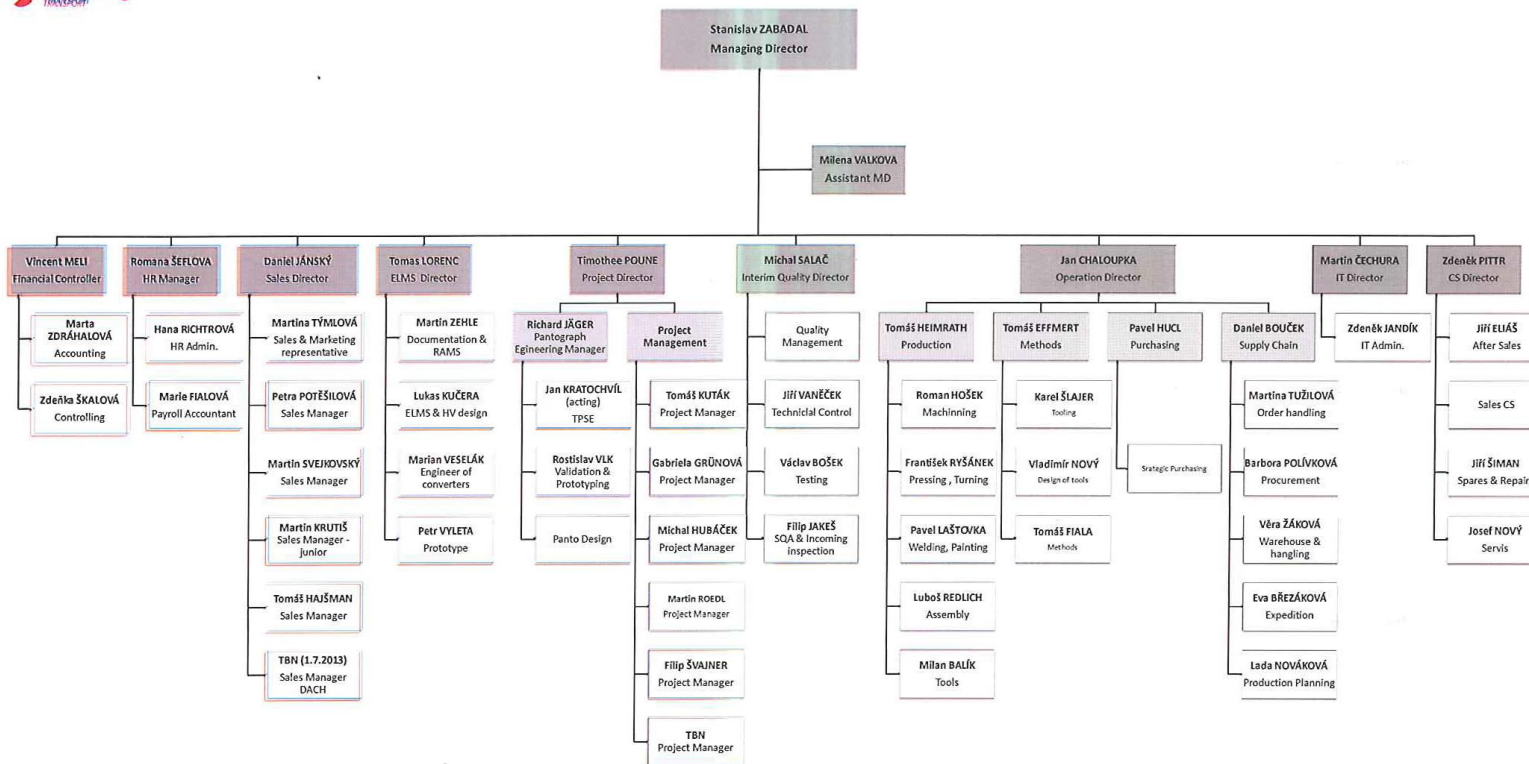 TRANSPORT
Stanislav ZABADAL
Managing Director
Milena VALKOVA
Assistant MD
Vincent MELI
Financial Controller
Marta
ZDRÁHALOVÁ
Accounting
Zdeňka ŠKALOVÁ
Controlling
Romana ŠEFLOVA
HR Manager
Hana RICHTROVÁ
HR Admin.
Marie FIALOVÁ
Payroll Accountant
Daniel JÁNSKÝ
Sales Director
Martina TÝMLOVÁ
Sales & Marketing
representative
Petra POTĚŠILOVÁ
Sales Manager
Martin SVEJKOVSKÝ
Sales Manager
Martin KRUTIŠ
Sales Manager -
junior
Tomáš HAJŠMAN
Sales Manager
TBN (1.7.2013)
Sales Manager
DACH
Tomas LORENC
ELMS Director
Martin ZEHLE
Documentation &
RAMS
Lukas KUČERA
ELMS & HV design
Marian VESELÁK
Engineer of
converters
Petr VYLETA
Prototype
Timothee POUNE
Project Director
Richard JÄGER
Pantograph
Egineering Manager
Jan KRATOCHVÍL
(acting)
TPSE
Rostislav VLK
Validation &
Prototyping
Panto Design
Project
Management
Tomáš KUTÁK
Project Manager
Gabriela GRÜNOVÁ
Project Manager
Michal HUBÁČEK
Project Manager
Martin ROEDL
Project Manager
Filip ŠVAJNER
Project Manager
TBN
Project Manager
Michal SALAČ
Interim Quality Director
Quality
Management
Jiří VANĚČEK
Technicial Control
Václav BOŠEK
Testing
Filip JAKEŠ
SQA & Incoming
inspection
Jan CHALOUPKA
Operation Director
Tomáš HEIMRATH
Production
Roman HOŠEK
Machinning
František RYŠÁNEK
Pressing , Turning
Pavel LAŠTOVKA
Welding, Painting
Luboš REDLICH
Assembly
Milan BALÍK
Tools
Tomáš EFFMERT
Methods
Karel ŠLAJER
Tooling
Vladimír NOVÝ
Design of tools
Tomáš FIALA
Methods
Pavel HUCL
Purchasing
Srategic Purchasing
Daniel BOUČEK
Supply Chain
Martina TUŽILOVÁ
Order handling
Barbora POLÍVKOVÁ
Procurement
Věra ŽÁKOVÁ
Warehouse &
hangling
Eva BŘEZÁKOVÁ
Expedition
Lada NOVÁKOVÁ
Production Planning
Martin ČECHURA
IT Director
Zdeněk JANDÍK
IT Admin.
Zdeněk PITTR
CS Director
Jiří ELIÁŠ
After Sales
Sales CS
Jiří ŠIMAN
Spares & Repair
Josef NOVÝ
Servis